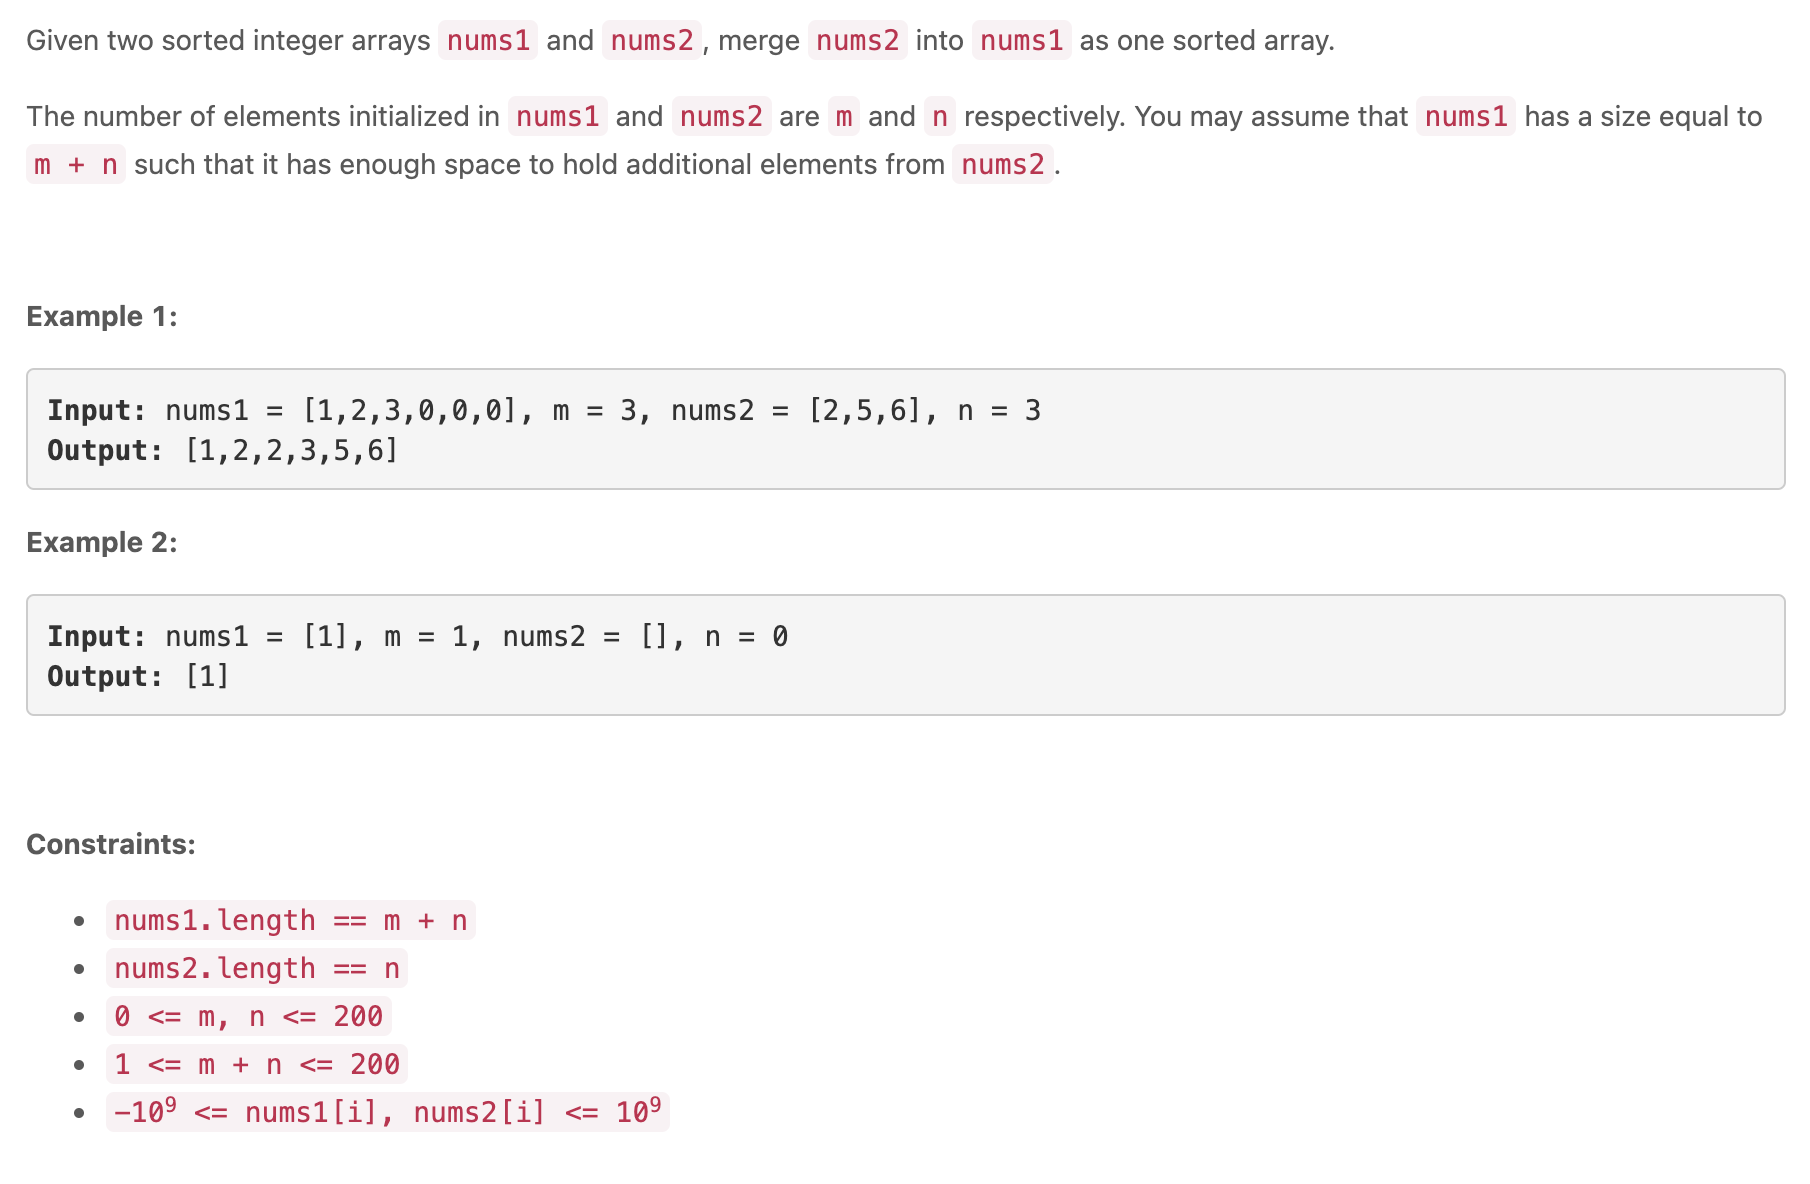 Given two sorted integer arrays nums1 and nums2, merge nums2 into nums1 as one sorted array.
The number of elements initialized in nums1 and nums2 are m and n respectively. You may assume that nums1 has a size equal to
m + n such that it has enough space to hold additional elements from nums2.
Example 1:
Input: nums1 = [1,2,3,0,0,0], m = 3, nums2 = [2,5,6], n = 3
Output: [1,2,2,3,5,6]
Example 2:
Input: nums1 = [1], m = 1, nums2 = [], n = 0
Output: [1]
Constraints:
• nums1.length == m + n
• nums2.length == n
• 0 <= m, n <= 200
• 1 <= m + n <= 200
• −10⁹ <= nums1[i], nums2[i] <= 10⁹